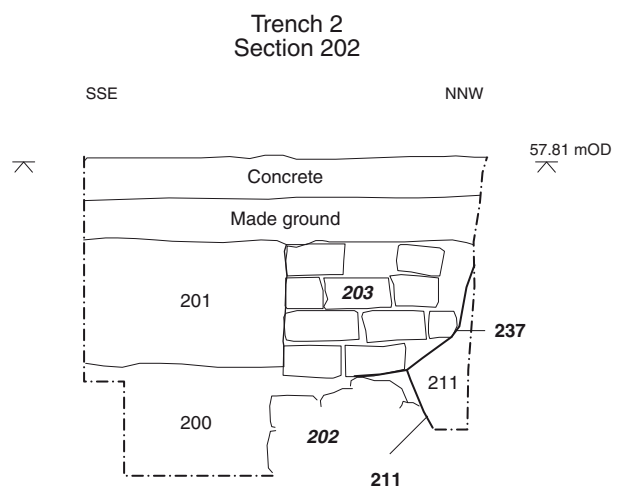 Trench 2
Section 202
SSE
NNW
57.81 mOD
Concrete
Made ground
201
203
237
211
200
202
211